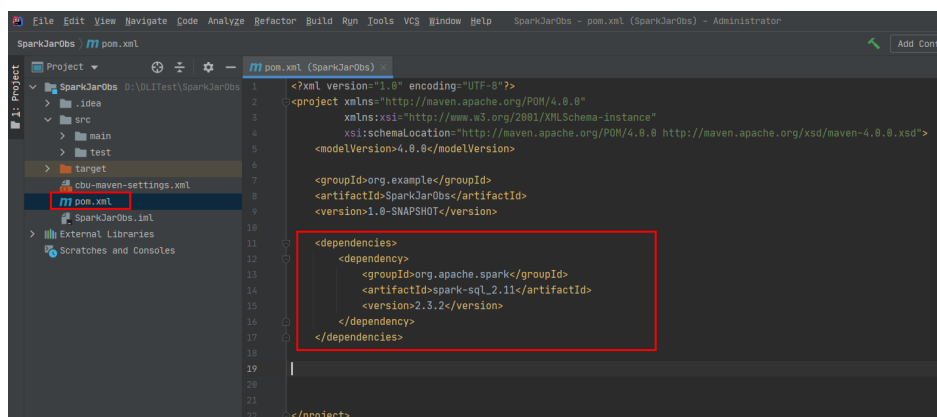 File Edit View Navigate Code Analyze Refactor Build Run Tools VCS Window Help SparkJarObs - pom.xml (SparkJarObs) - Administrator
SparkJarObs pom.xml Add Con
1: Project
Project pom.xml (SparkJarObs)
SparkJarObs D:\DLITest\SparkJarObs
.idea
src
main
test
target
cbu-maven-settings.xml
pom.xml
SparkJarObs.iml
External Libraries
Scratches and Consoles
1 <?xml version="1.0" encoding="UTF-8"?>
2 <project xmlns="http://maven.apache.org/POM/4.0.0"
3 xmlns:xsi="http://www.w3.org/2001/XMLSchema-instance"
4 xsi:schemaLocation="http://maven.apache.org/POM/4.0.0 http://maven.apache.org/xsd/maven-4.0.0.xsd">
5 <modelVersion>4.0.0</modelVersion>
6
7 <groupId>org.example</groupId>
8 <artifactId>SparkJarObs</artifactId>
9 <version>1.0-SNAPSHOT</version>
10
11 <dependencies>
12 <dependency>
13 <groupId>org.apache.spark</groupId>
14 <artifactId>spark-sql_2.11</artifactId>
15 <version>2.3.2</version>
16 </dependency>
17 </dependencies>
18
19
20
21
22 </project>